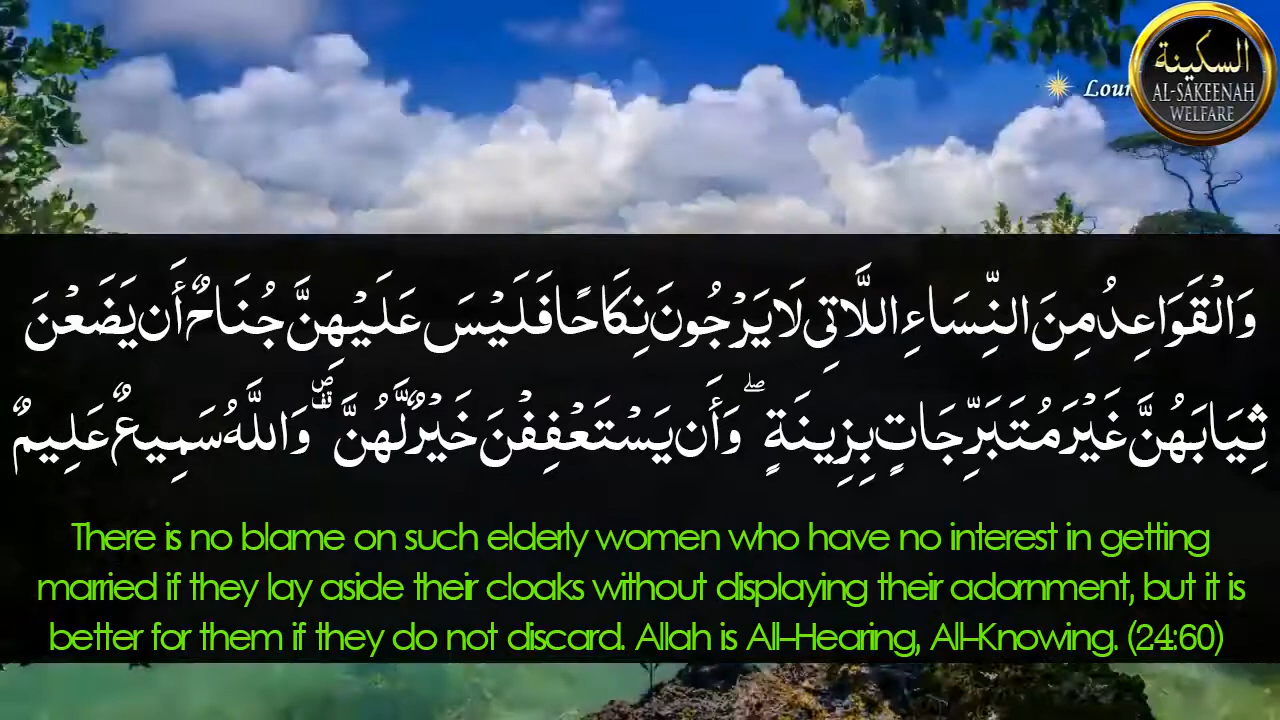 السكينة
AL-SAKEENAH
WELFARE
وَالْقَوَاعِدُ مِنَ النِّسَاءِ اللَّاتِي لَا يَرْجُونَ نِكَاحًا فَلَيْسَ عَلَيْهِنَّ جُنَاحٌ أَن يَضَعْنَ
ثِيَابَهُنَّ غَيْرَ مُتَبَرِّجَاتٍ بِزِينَةٍ ۖ وَأَن يَسْتَعْفِفْنَ خَيْرٌ لَّهُنَّ ۗ وَاللَّهُ سَمِيعٌ عَلِيمٌ
There is no blame on such elderly women who have no interest in getting
married if they lay aside their cloaks without displaying their adornment, but it is
better for them if they do not discard. Allah is All-Hearing, All-Knowing. (24:60)